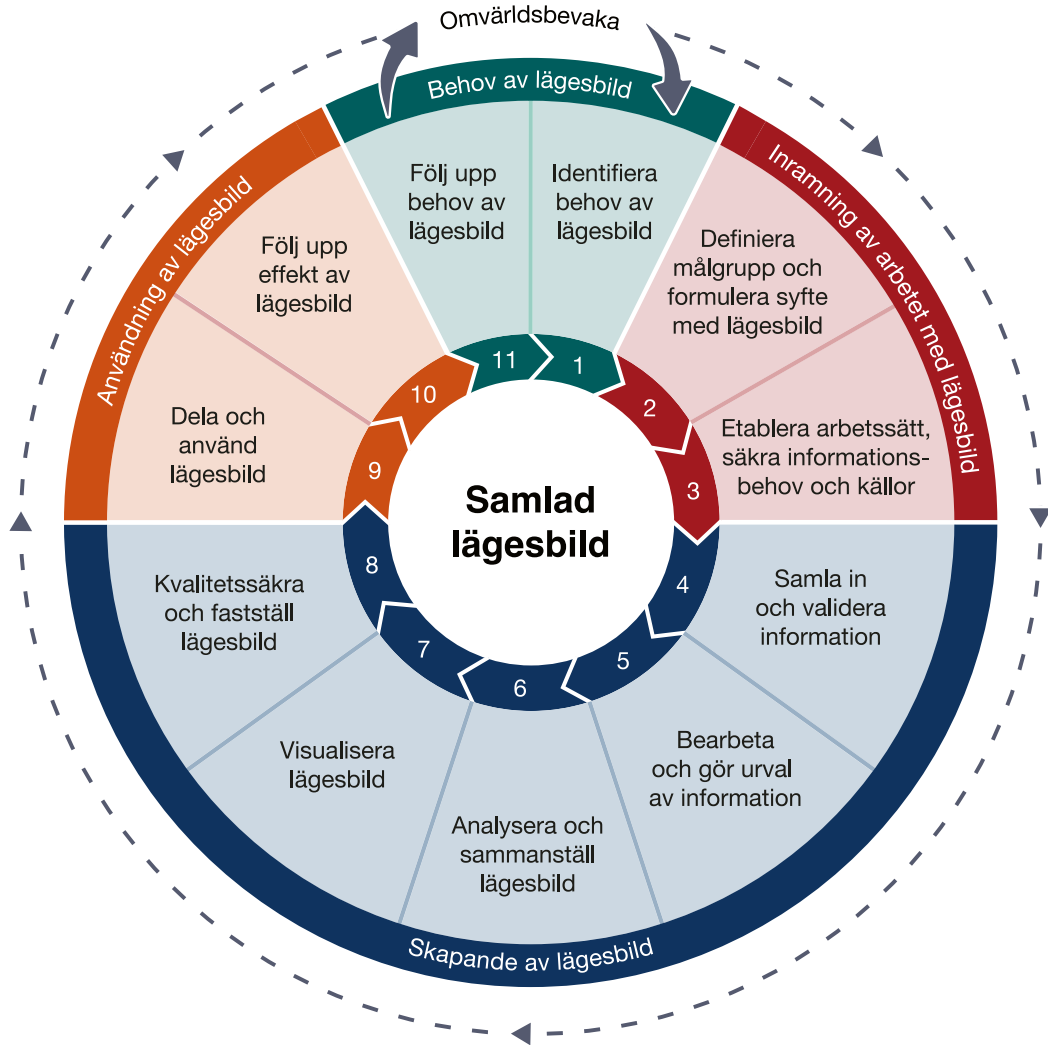 Omvärldsbevaka
Behov av lägesbild
Identifiera
behov av
lägesbild
1
Inramning av arbetet med lägesbild
Definiera
målgrupp och
formulera syfte
med lägesbild
2
Etablera arbetssätt,
säkra informations-
behov och källor
3
Skapande av lägesbild
Samla in
och validera
information
4
Bearbeta
och gör urval
av information
5
Analysera och
sammanställ
lägesbild
6
Visualisera
lägesbild
7
Kvalitetssäkra
och fastställ
lägesbild
8
Användning av lägesbild
Dela och
använd
lägesbild
9
Följ upp
effekt av
lägesbild
10
Följ upp
behov av
lägesbild
11
Samlad
lägesbild